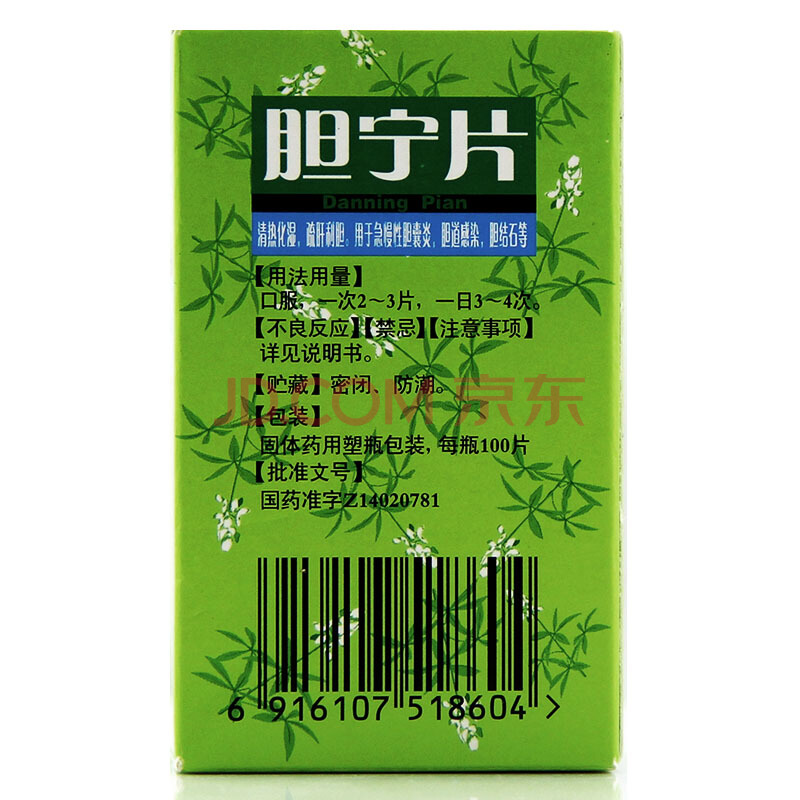 胆宁片
Danning Pian
清热化湿，疏肝利胆。用于急慢性胆囊炎，胆道感染，胆结石等
【用法用量】
口服，一次2～3片，一日3～4次。
【不良反应】【禁忌】【注意事项】
详见说明书。
【贮藏】密闭、防潮。
JD.COM 京东
【包装】
固体药用塑瓶包装，每瓶100片
【批准文号】
国药准字Z14020781
6 916107 518604 >